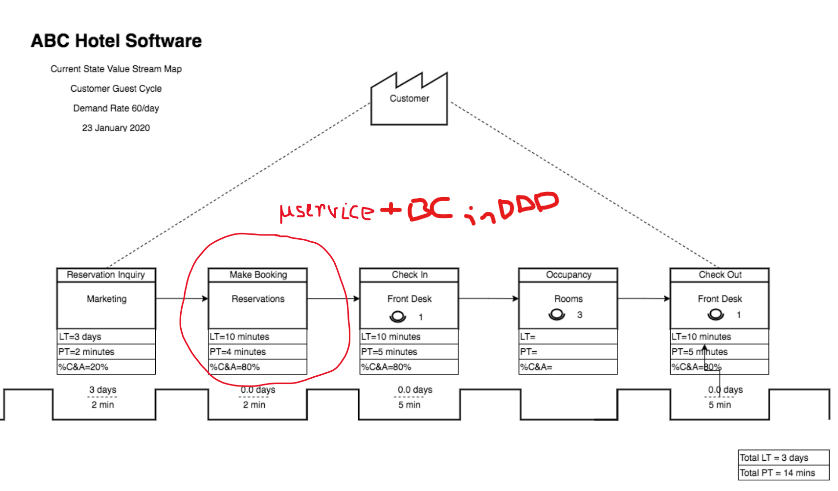 ABC Hotel Software
Current State Value Stream Map
Customer Guest Cycle
Demand Rate 60/day
23 January 2020
Customer
μservice + BC in DDD
Reservation Inquiry
Marketing
LT=3 days
PT=2 minutes
%C&A=20%
Make Booking
Reservations
LT=10 minutes
PT=4 minutes
%C&A=80%
Check In
Front Desk
1
LT=10 minutes
PT=5 minutes
%C&A=80%
Occupancy
Rooms
3
LT=
PT=
%C&A=
Check Out
Front Desk
1
LT=10 minutes
PT=5 minutes
%C&A=80%
3 days
2 min
0.0 days
2 min
0.0 days
5 min
0.0 days
5 min
Total LT = 3 days
Total PT = 14 mins